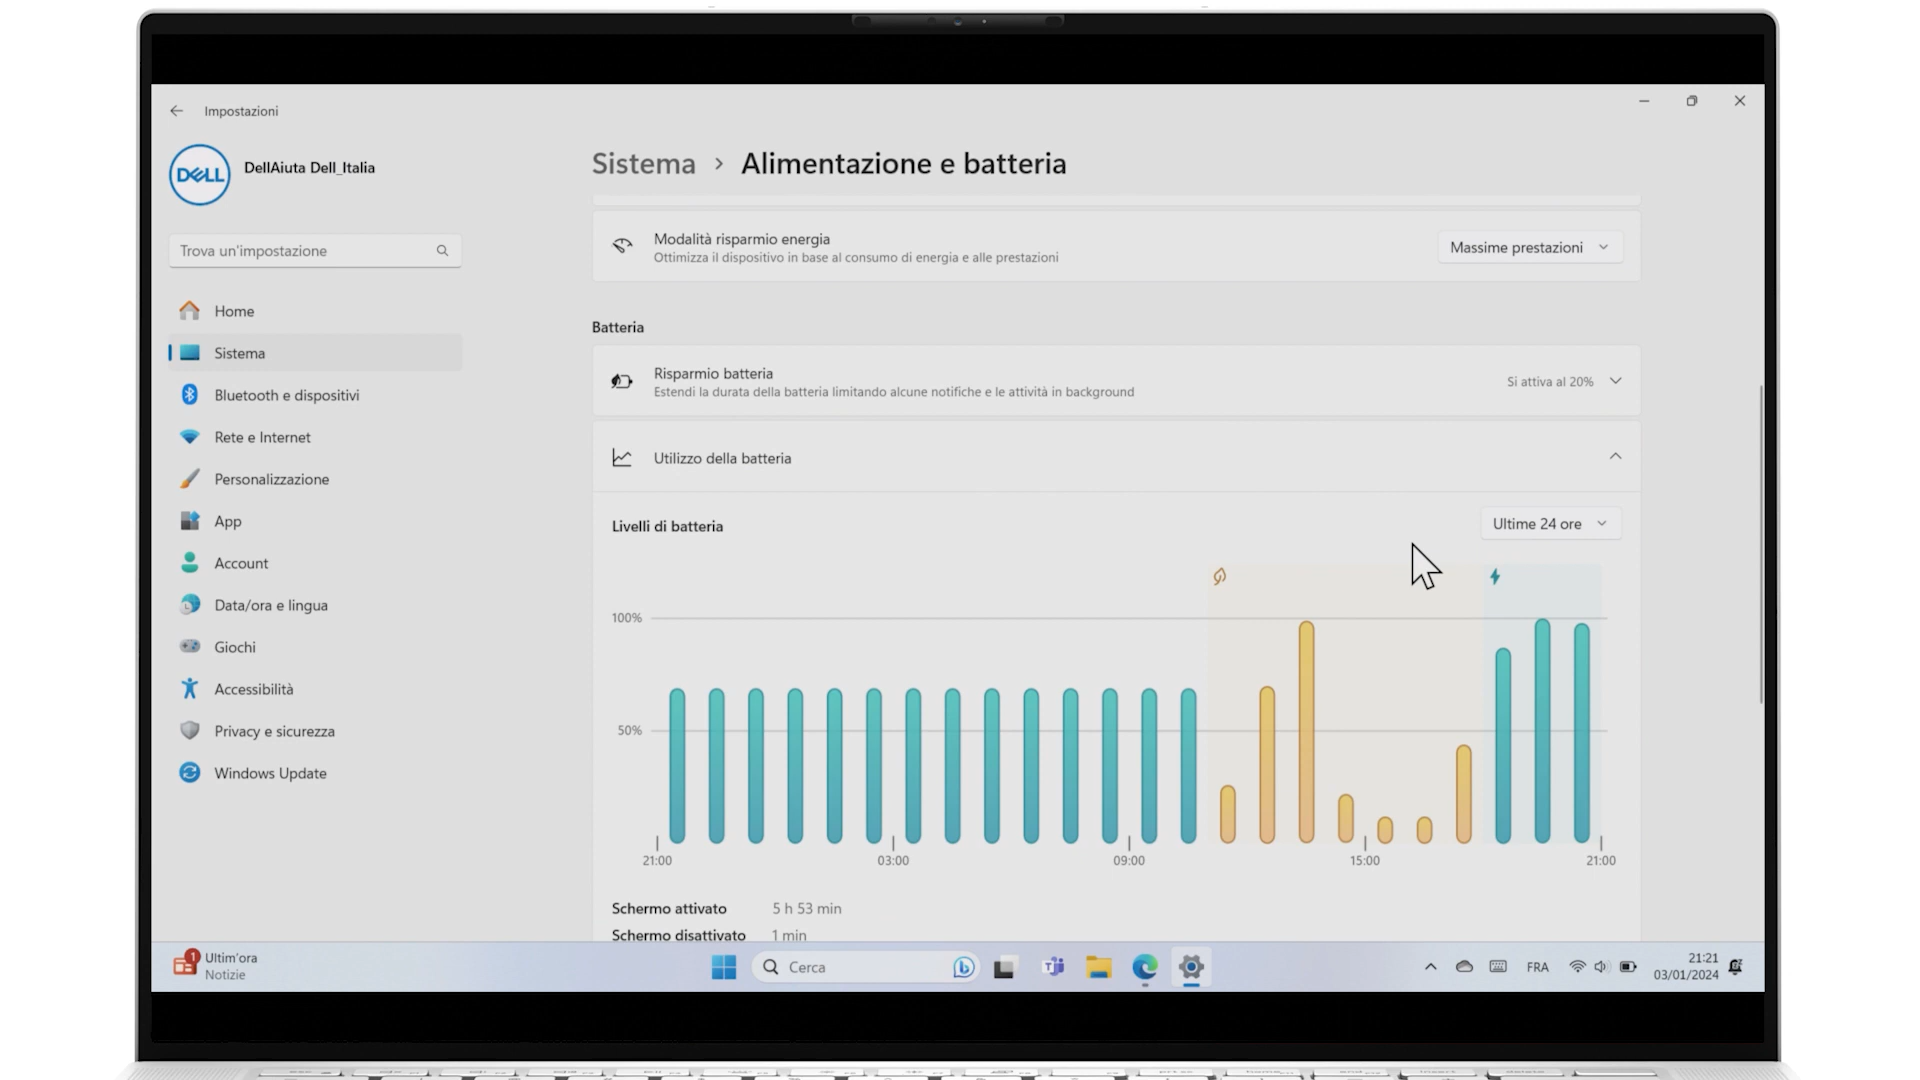 Impostazioni
DELL
DellAiuta Dell_Italia
Trova un'impostazione
Home
Sistema
Bluetooth e dispositivi
Rete e Internet
Personalizzazione
App
Account
Data/ora e lingua
Giochi
Accessibilità
Privacy e sicurezza
Windows Update
Sistema > Alimentazione e batteria
Modalità risparmio energia
Ottimizza il dispositivo in base al consumo di energia e alle prestazioni
Massime prestazioni
Batteria
Risparmio batteria
Estendi la durata della batteria limitando alcune notifiche e le attività in background
Si attiva al 20%
Utilizzo della batteria
Livelli di batteria
Ultime 24 ore
100%
50%
21:00 03:00 09:00 15:00 21:00
Schermo attivato 5 h 53 min
Schermo disattivato 1 min
1
Ultim'ora
Notizie
Cerca
FRA
21:21
03/01/2024